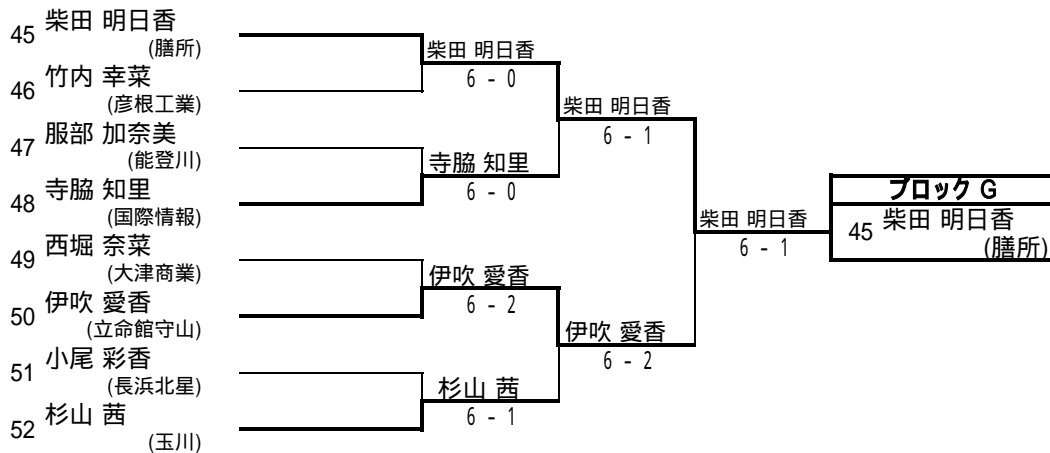 45 柴田 明日香
(膳所)
46 竹内 幸菜
(彦根工業)
47 服部 加奈美
(能登川)
48 寺脇 知里
(国際情報)
49 西堀 奈菜
(大津商業)
50 伊吹 愛香
(立命館守山)
51 小尾 彩香
(長浜北星)
52 杉山 茜
(玉川)
柴田 明日香
6 - 0
寺脇 知里
6 - 0
伊吹 愛香
6 - 2
杉山 茜
6 - 1
柴田 明日香
6 - 1
伊吹 愛香
6 - 2
柴田 明日香
6 - 1
ブロック G
45 柴田 明日香
(膳所)